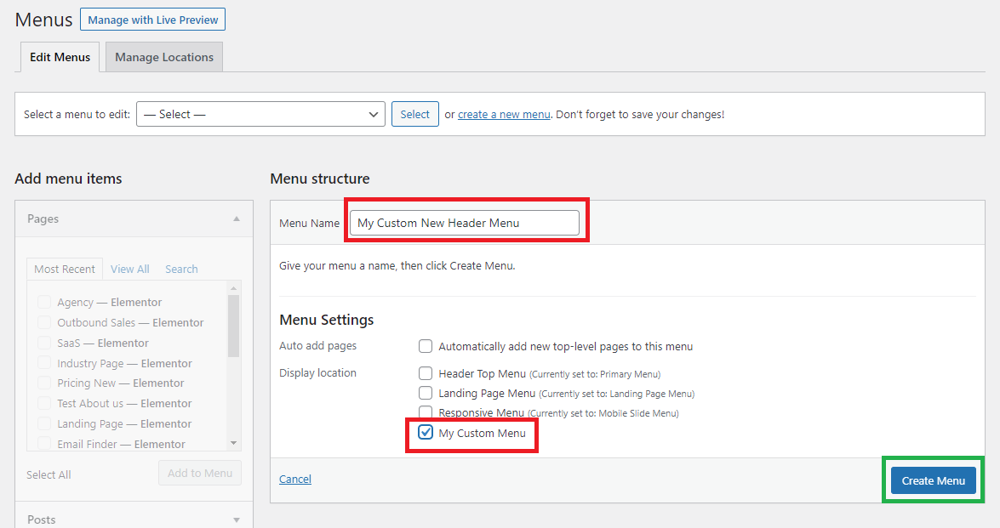 Menus Manage with Live Preview
Edit Menus Manage Locations
Select a menu to edit: — Select — Select or create a new menu. Don't forget to save your changes!
Add menu items
Pages
Most Recent View All Search
Agency — Elementor
Outbound Sales — Elementor
SaaS — Elementor
Industry Page — Elementor
Pricing New — Elementor
Test About us — Elementor
Landing Page — Elementor
Email Finder — Elementor
Select All Add to Menu
Posts
Menu structure
Menu Name My Custom New Header Menu
Give your menu a name, then click Create Menu.
Menu Settings
Auto add pages Automatically add new top-level pages to this menu
Display location Header Top Menu (Currently set to: Primary Menu)
Landing Page Menu (Currently set to: Landing Page Menu)
Responsive Menu (Currently set to: Mobile Slide Menu)
My Custom Menu
Cancel Create Menu